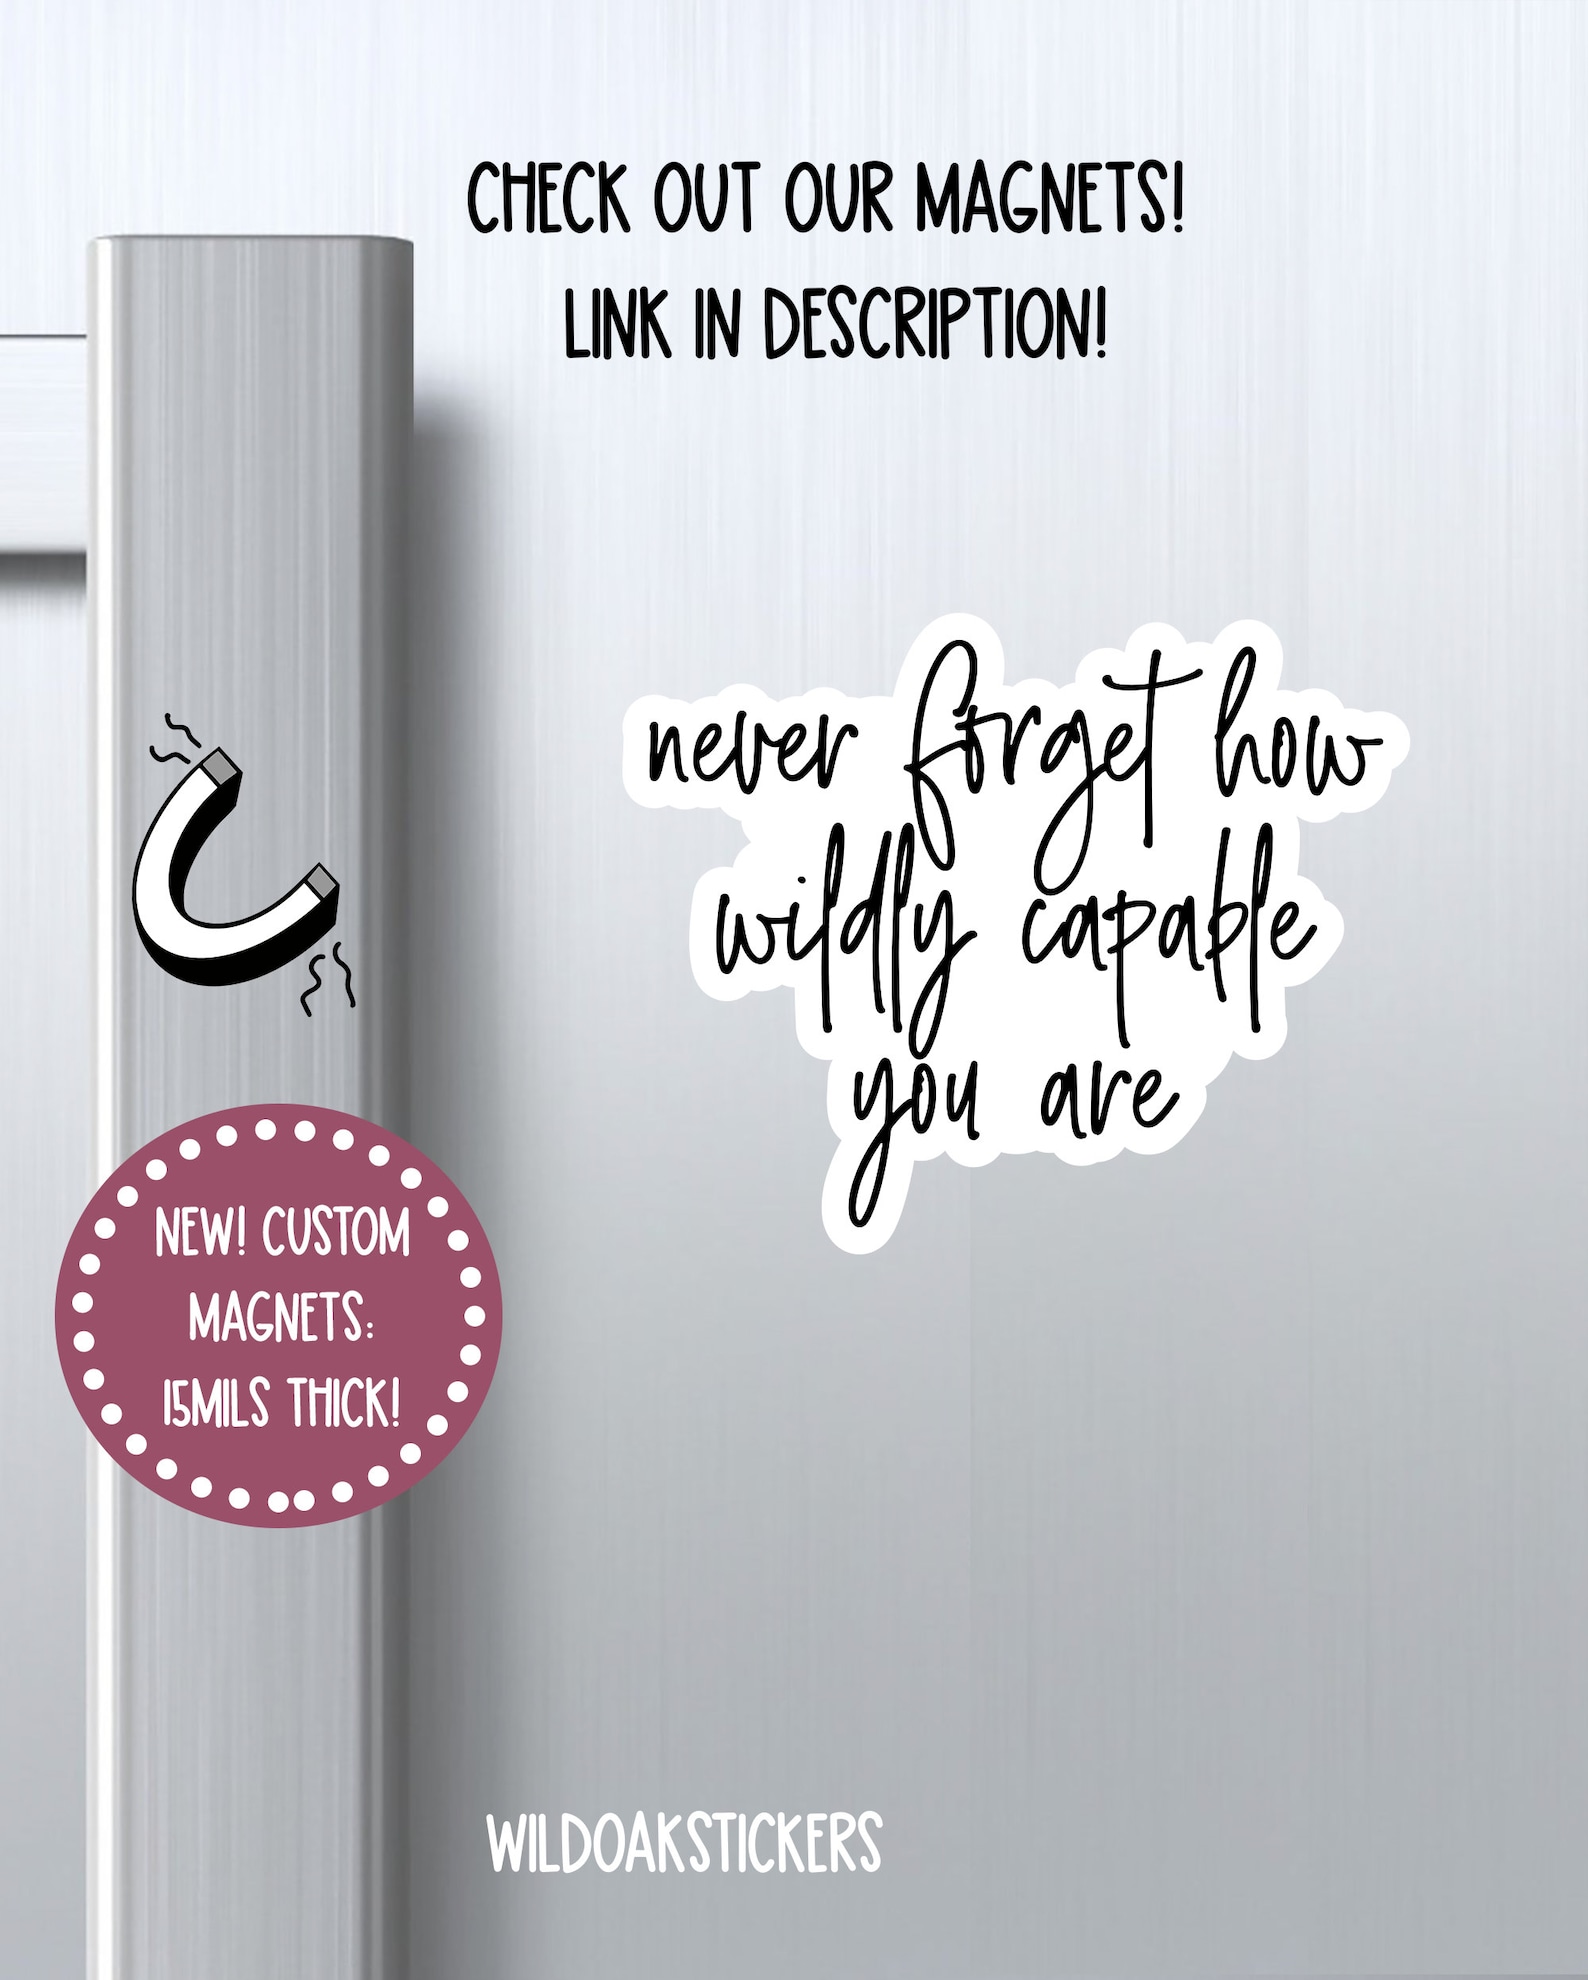 CHECK OUT OUR MAGNETS!
LINK IN DESCRIPTION!
never forget how
wildly capable
you are
NEW! CUSTOM
MAGNETS:
15MILS THICK!
WILDOAKSTICKERS